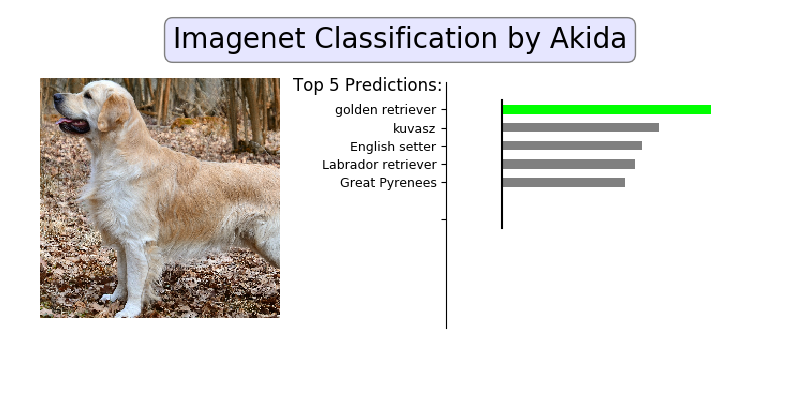 Imagenet Classification by Akida
Top 5 Predictions:
golden retriever
kuvasz
English setter
Labrador retriever
Great Pyrenees